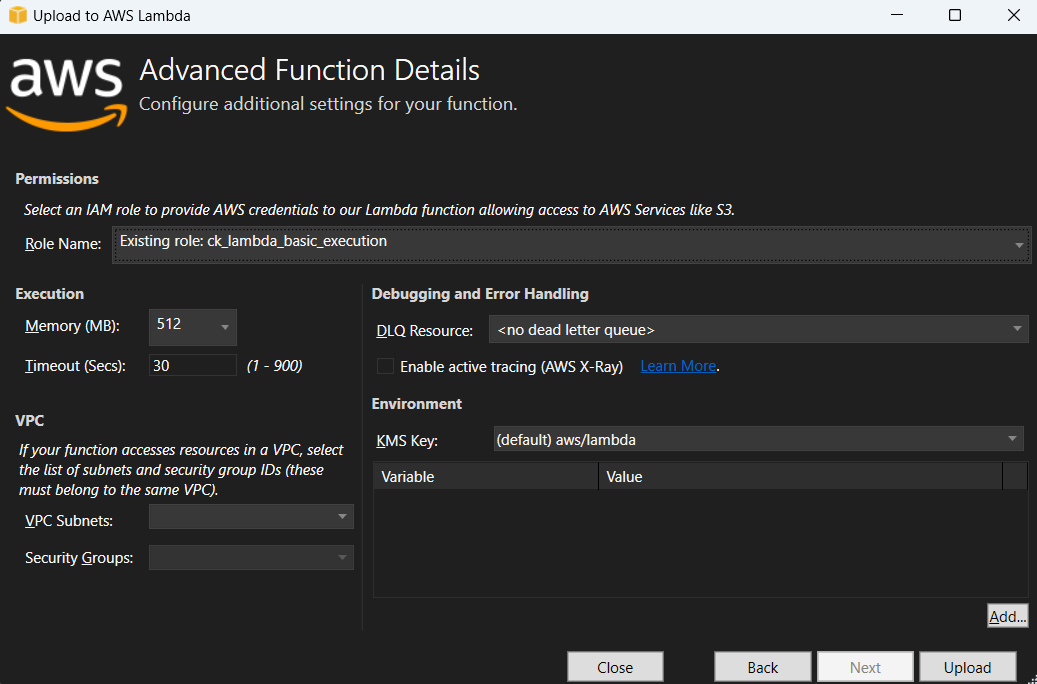 Upload to AWS Lambda
aws
Advanced Function Details
Configure additional settings for your function.
Permissions
Select an IAM role to provide AWS credentials to our Lambda function allowing access to AWS Services like S3.
Role Name: Existing role: ck_lambda_basic_execution
Execution
Memory (MB): 512
Timeout (Secs): 30 (1 - 900)
VPC
If your function accesses resources in a VPC, select
the list of subnets and security group IDs (these
must belong to the same VPC).
VPC Subnets:
Security Groups:
Debugging and Error Handling
DLQ Resource: <no dead letter queue>
Enable active tracing (AWS X-Ray) Learn More.
Environment
KMS Key: (default) aws/lambda
Variable Value
Add...
Close Back Next Upload